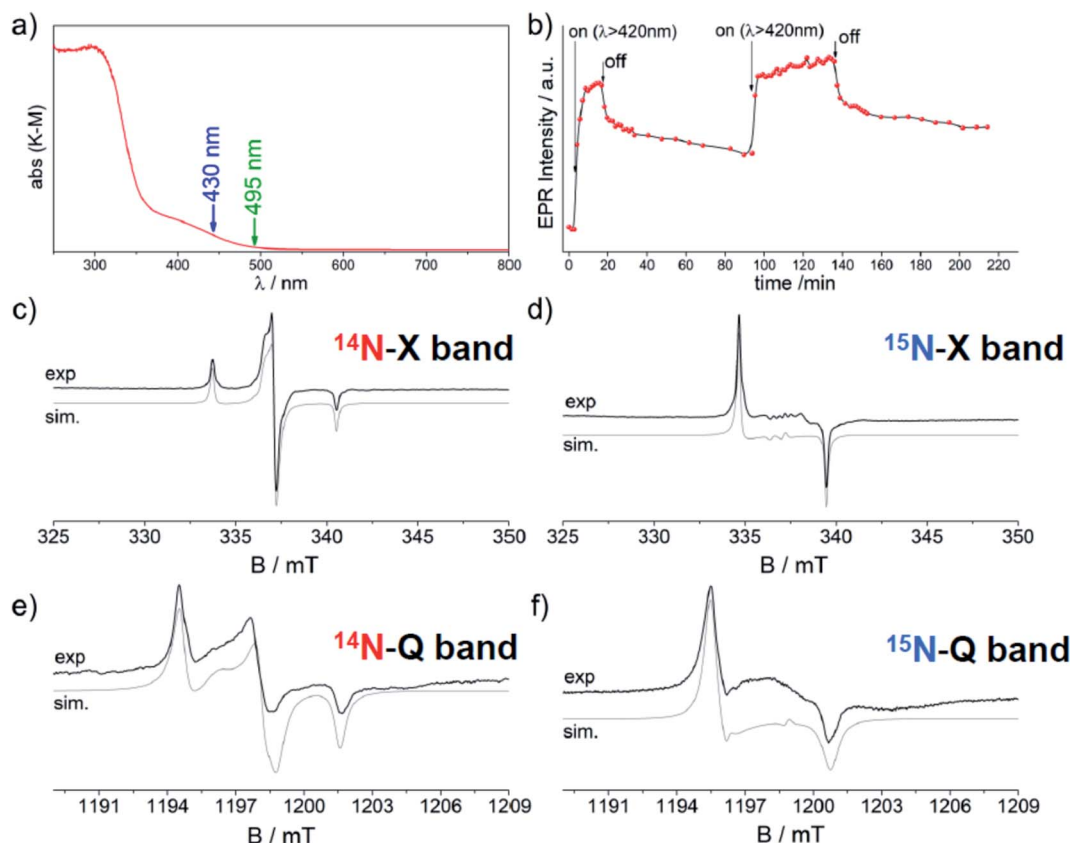 a)
abs (K-M)
430 nm
495 nm
300 400 500 600 700 800
λ / nm
b)
EPR Intensity / a.u.
on (λ>420nm)
off
on (λ>420nm)
off
0 20 40 60 80 100 120 140 160 180 200 220
time /min
c)
14N-X band
exp
sim.
325 330 335 340 345 350
B / mT
d)
15N-X band
exp
sim.
325 330 335 340 345 350
B / mT
e)
14N-Q band
exp
sim.
1191 1194 1197 1200 1203 1206 1209
B / mT
f)
15N-Q band
exp
sim.
1191 1194 1197 1200 1203 1206 1209
B / mT